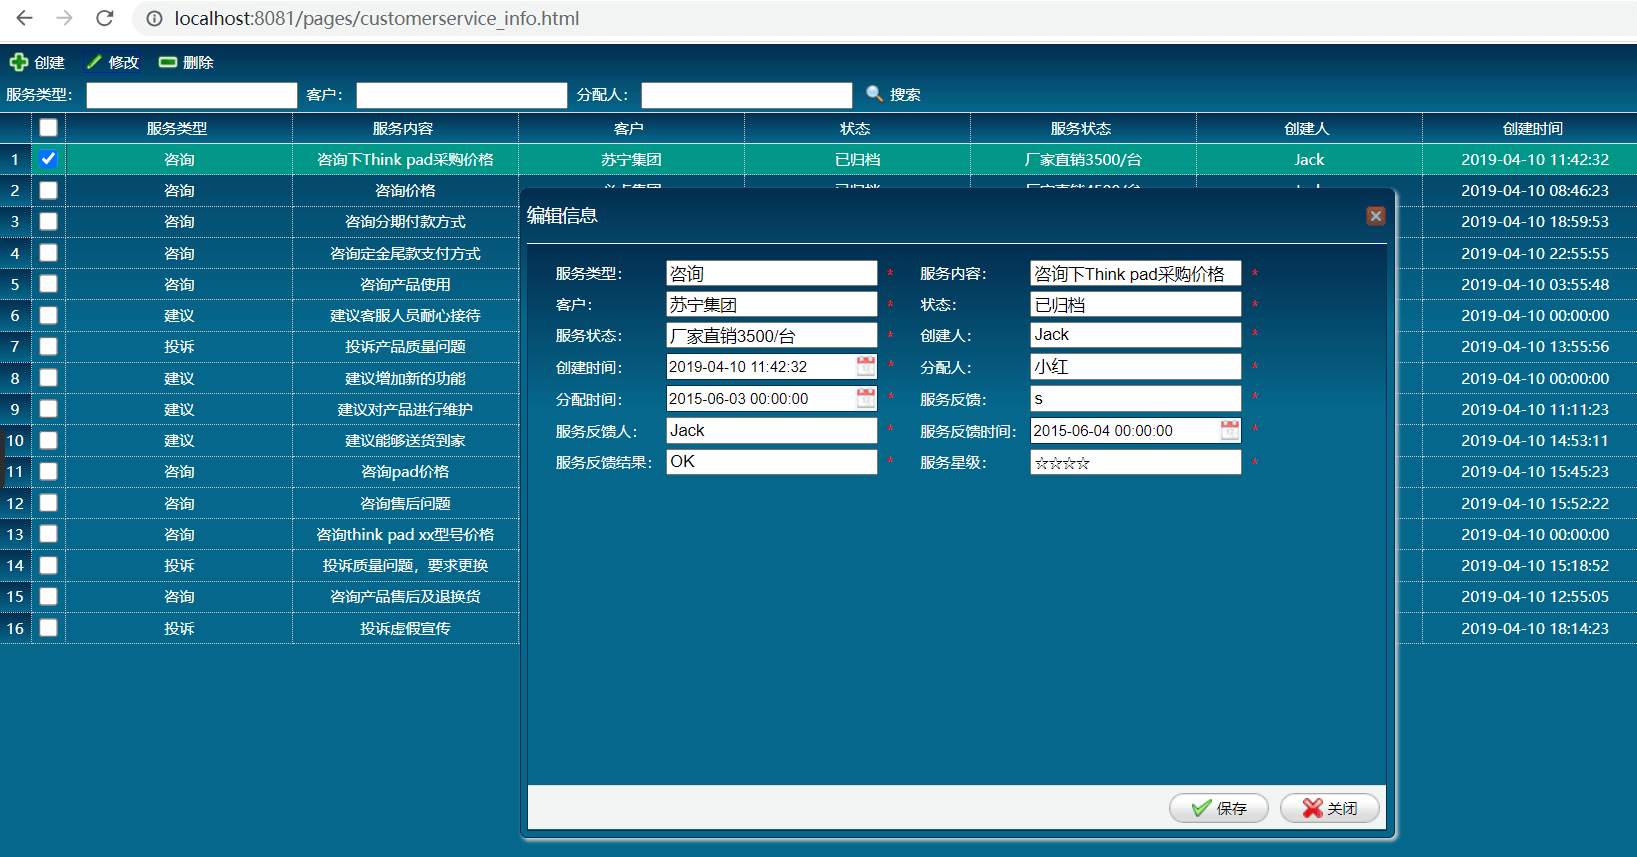 localhost:8081/pages/customerservice_info.html
创建 修改 删除
服务类型： 客户： 分配人： 搜索
服务类型 服务内容 客户 状态 服务状态 创建人 创建时间
1 咨询 咨询下Think pad采购价格 苏宁集团 已归档 厂家直销3500/台 Jack 2019-04-10 11:42:32
2 咨询 咨询价格 2019-04-10 08:46:23
3 咨询 咨询分期付款方式 2019-04-10 18:59:53
4 咨询 咨询定金尾款支付方式 2019-04-10 22:55:55
5 咨询 咨询产品使用 2019-04-10 03:55:48
6 建议 建议客服人员耐心接待 2019-04-10 00:00:00
7 投诉 投诉产品质量问题 2019-04-10 13:55:56
8 建议 建议增加新的功能 2019-04-10 00:00:00
9 建议 建议对产品进行维护 2019-04-10 11:11:23
10 建议 建议能够送货到家 2019-04-10 14:53:11
11 咨询 咨询pad价格 2019-04-10 15:45:23
12 咨询 咨询售后问题 2019-04-10 15:52:22
13 咨询 咨询think pad xx型号价格 2019-04-10 00:00:00
14 投诉 投诉质量问题，要求更换 2019-04-10 15:18:52
15 咨询 咨询产品售后及退换货 2019-04-10 12:55:05
16 投诉 投诉虚假宣传 2019-04-10 18:14:23
编辑信息
服务类型： 咨询 * 服务内容： 咨询下Think pad采购价格 *
客户： 苏宁集团 * 状态： 已归档 *
服务状态： 厂家直销3500/台 * 创建人： Jack *
创建时间： 2019-04-10 11:42:32 * 分配人： 小红 *
分配时间： 2015-06-03 00:00:00 * 服务反馈： s *
服务反馈人： Jack * 服务反馈时间： 2015-06-04 00:00:00 *
服务反馈结果： OK * 服务星级： ☆☆☆☆ *
保存 关闭